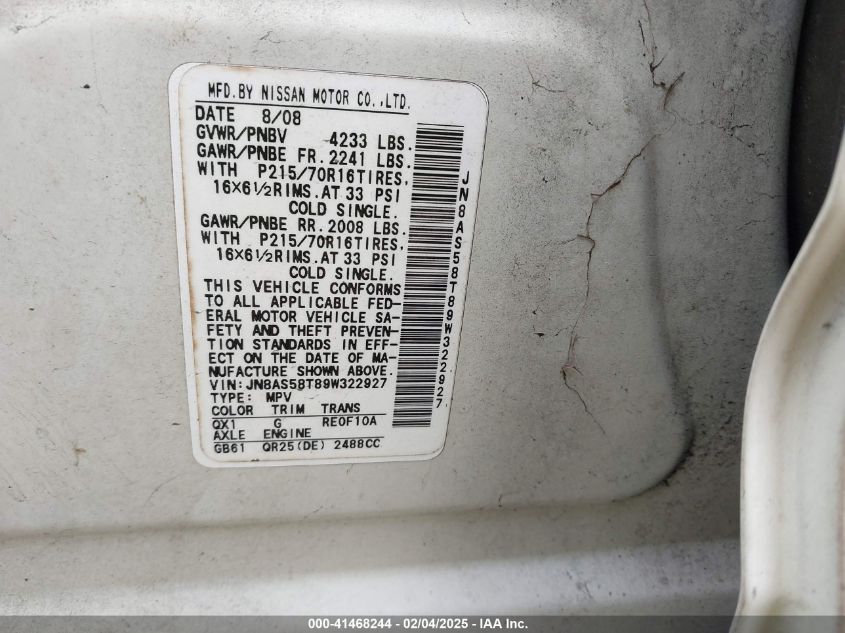 MFD.BY NISSAN MOTOR CO.,LTD.
DATE 8/08
GVWR/PNBV 4233 LBS.
GAWR/PNBE FR. 2241 LBS.
WITH P215/70R16TIRES,
16X6½RIMS.AT 33 PSI
COLD SINGLE.
GAWR/PNBE RR. 2008 LBS.
WITH P215/70R16TIRES,
16X6½RIMS.AT 33 PSI
COLD SINGLE.
THIS VEHICLE CONFORMS
TO ALL APPLICABLE FED-
ERAL MOTOR VEHICLE SA-
FETY AND THEFT PREVEN-
TION STANDARDS IN EFF-
ECT ON THE DATE OF MA-
NUFACTURE SHOWN ABOVE.
VIN:JN8AS58T89W322927
TYPE: MPV
COLOR TRIM TRANS
QX1 G RE0F10A
AXLE ENGINE
GB61 QR25(DE) 2488CC
JN8AS58T89W322927
000-41468244 - 02/04/2025 - IAA Inc.